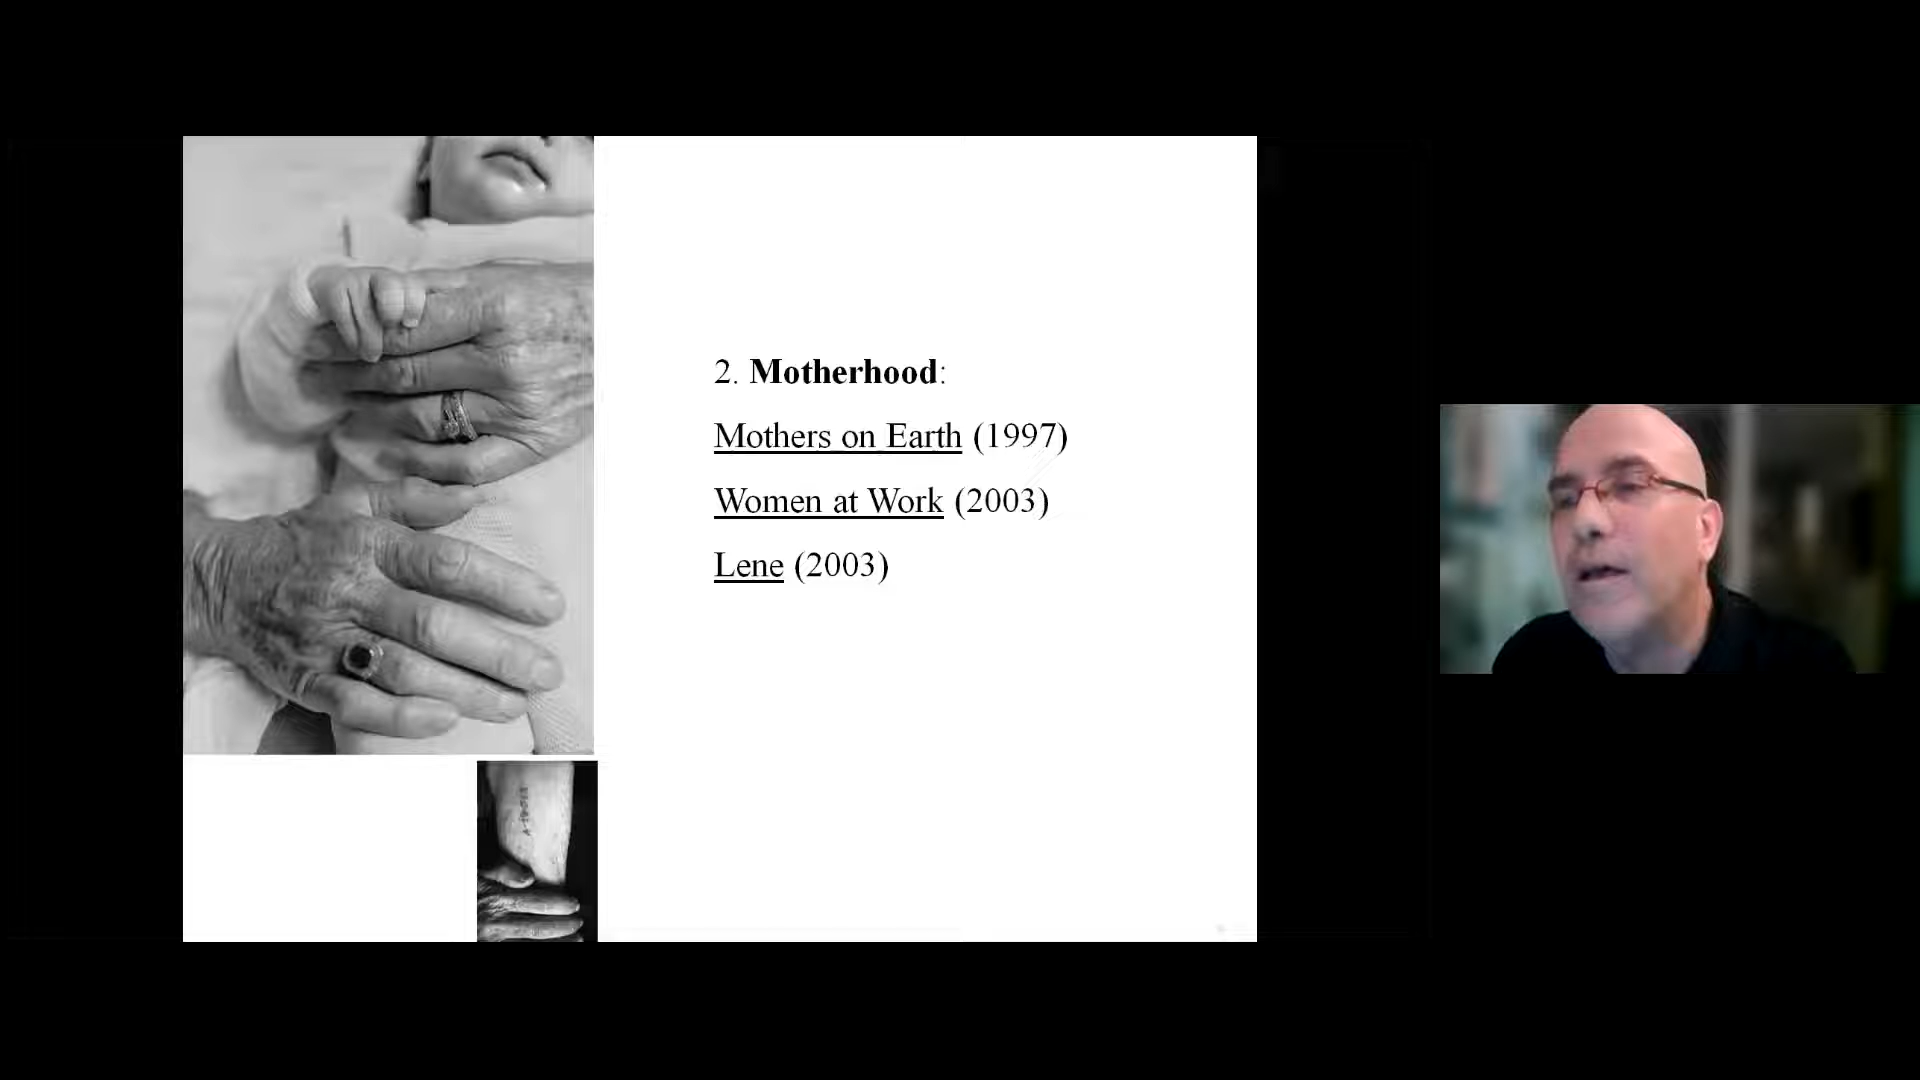 2. Motherhood:
Mothers on Earth (1997)
Women at Work (2003)
Lene (2003)